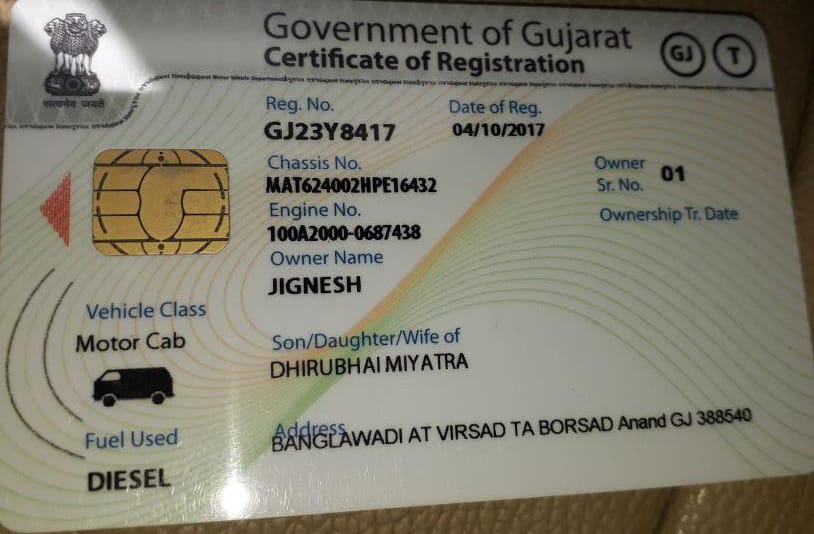 Government of Gujarat
Certificate of Registration
GJ T
सत्यमेव जयते
Reg. No.
Date of Reg.
GJ23Y8417
04/10/2017
Chassis No.
MAT624002HPE16432
Owner Sr. No.
01
Engine No.
100A2000-0687438
Ownership Tr. Date
Owner Name
JIGNESH
Vehicle Class
Motor Cab
Son/Daughter/Wife of
DHIRUBHAI MIYATRA
Fuel Used
DIESEL
Address
BANGLAWADI AT VIRSAD TA BORSAD Anand GJ 388540